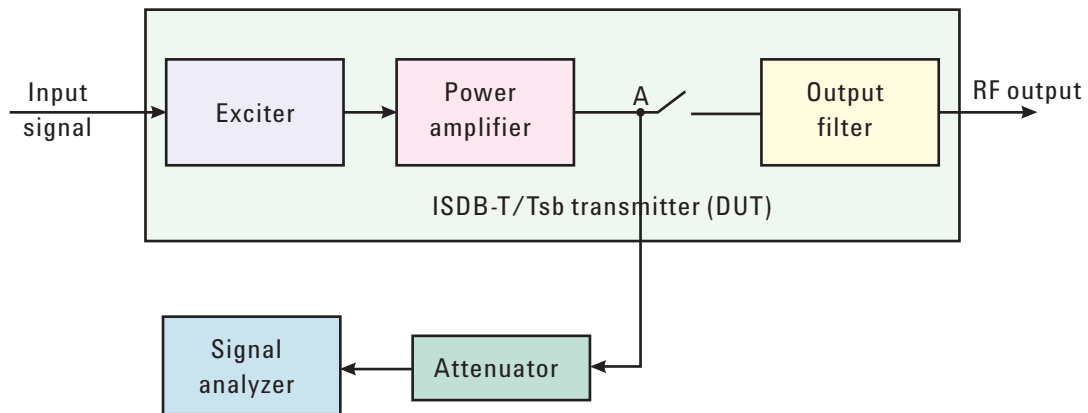 Input
signal
Exciter
Power
amplifier
A
Output
filter
RF output
ISDB-T/Tsb transmitter (DUT)
Signal
analyzer
Attenuator